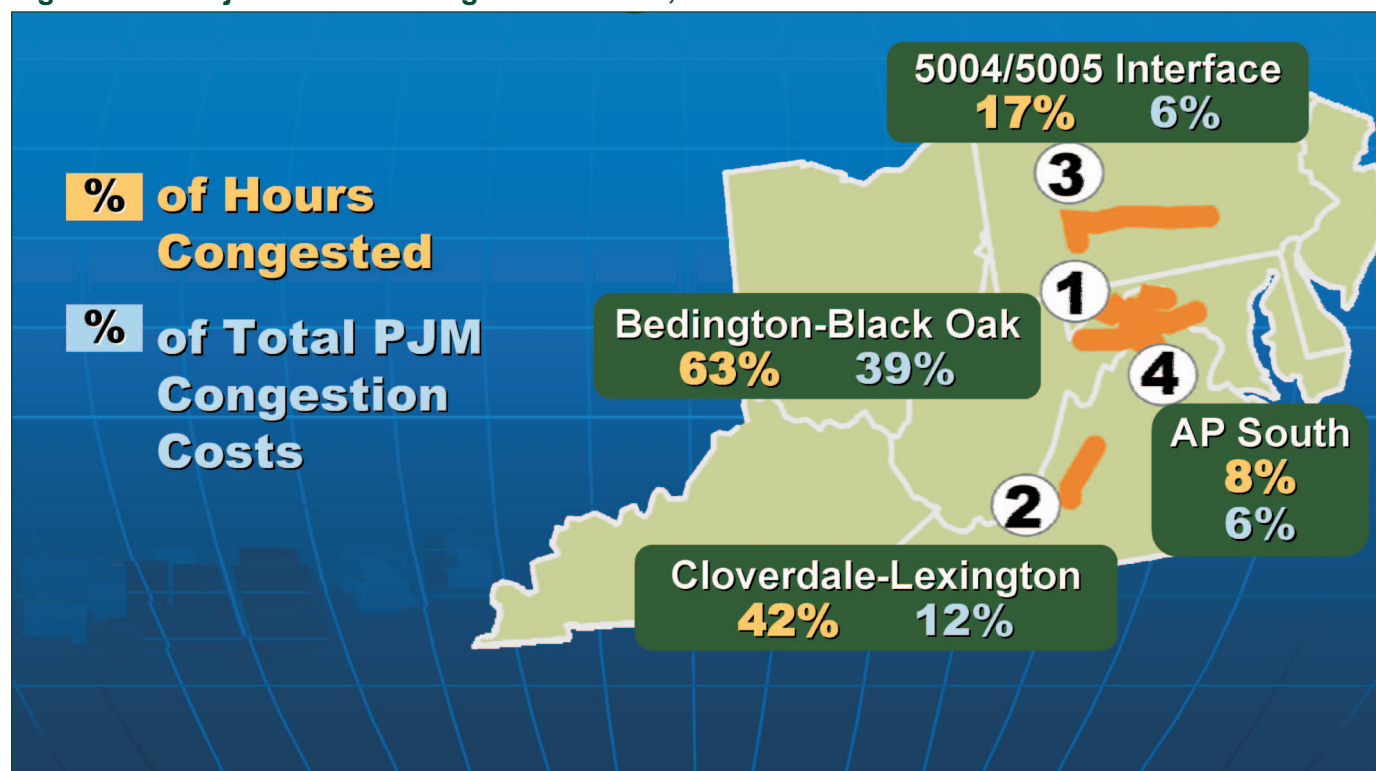 % of Hours
Congested
% of Total PJM
Congestion
Costs
5004/5005 Interface
17% 6%
3
1
Bedington-Black Oak
63% 39%
4
AP South
8%
6%
2
Cloverdale-Lexington
42% 12%